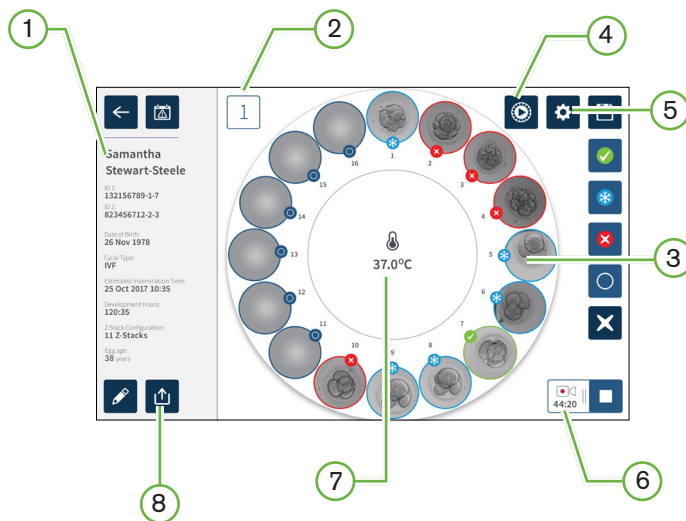 1
2
4
5
3
6
7
8
1
Samantha
Stewart-Steele
ID 1:
132156789-1-7
ID 2:
823456712-2-3
Date of Birth:
26 Nov 1978
Cycle Type:
IVF
Estimated Insemination Time:
25 Oct 2017 10:35
Development Hours:
120:35
Z-Stack Configuration:
11 Z-Stacks
Egg age:
38 years
1
2
3
4
5
6
7
8
9
10
11
12
13
14
15
16
37.0°C
44:20